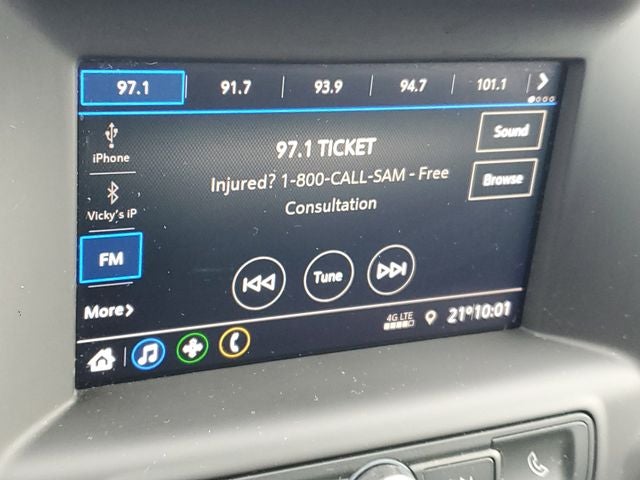 97.1 91.7 93.9 94.7 101.1
iPhone
97.1 TICKET
Sound
Injured? 1-800-CALL-SAM - Free
Consultation
Browse
Vicky's iP
FM
Tune
More
4G LTE
21° 10:01